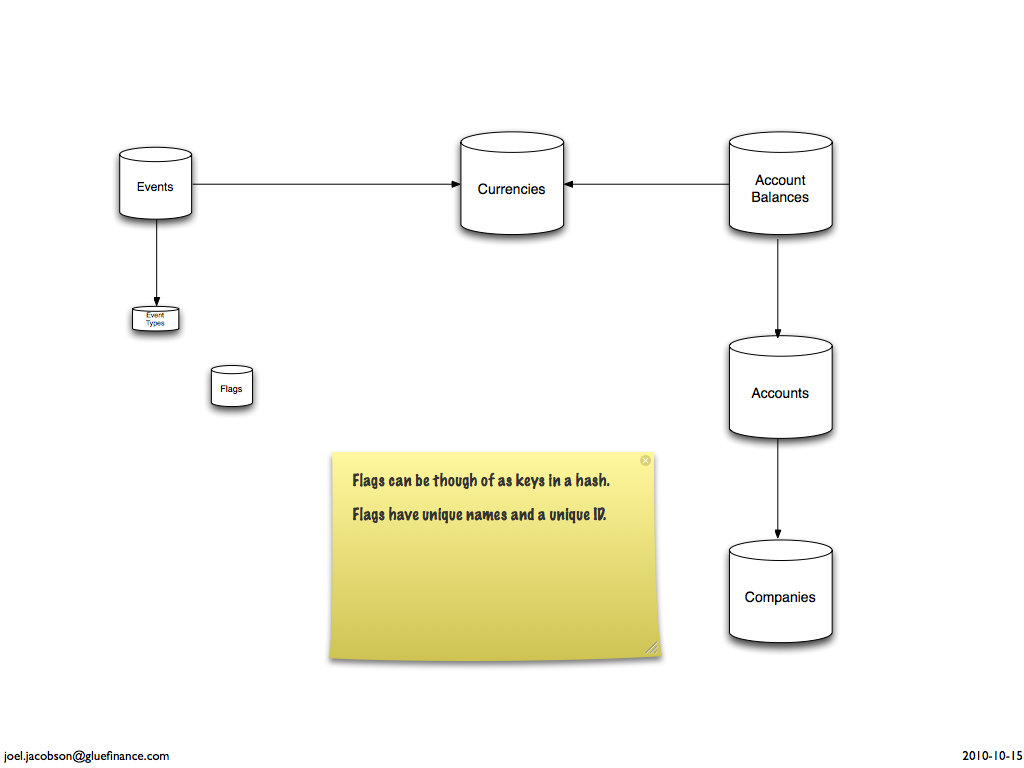 Events
Currencies
Account
Balances
Event
Types
Flags
Accounts
Flags can be though of as keys in a hash.
Flags have unique names and a unique ID.
Companies
joel.jacobson@gluefinance.com
2010-10-15